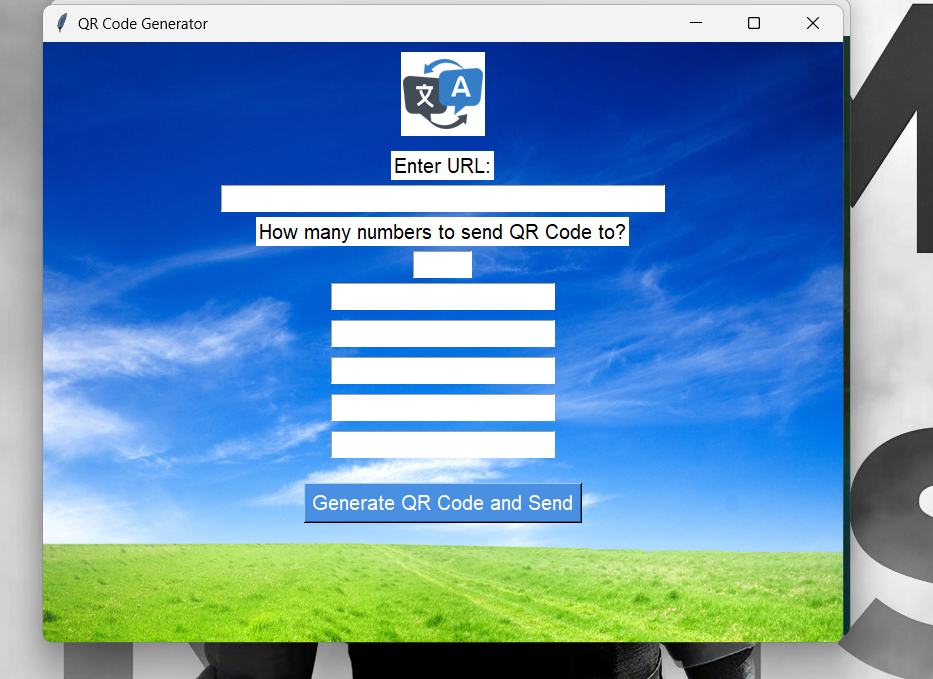 QR Code Generator
文 A
Enter URL:
How many numbers to send QR Code to?
Generate QR Code and Send